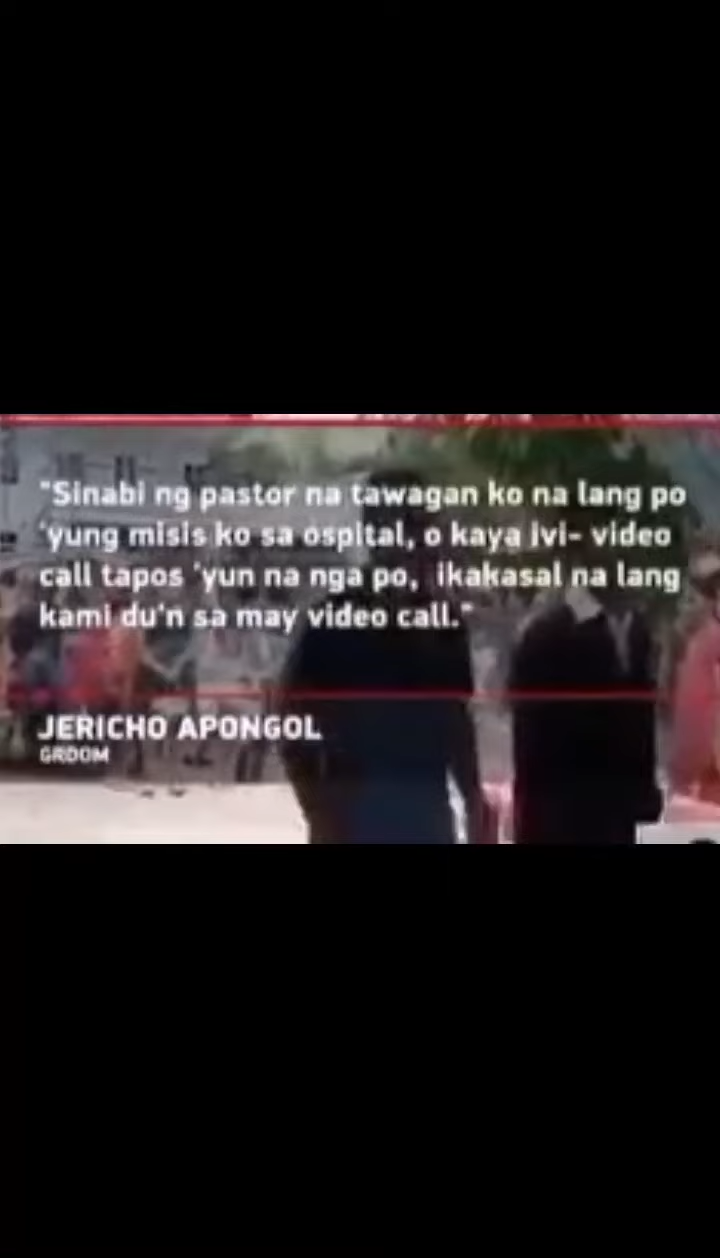 "Sinabi ng pastor na tawagan ko na lang po
'yung misis ko sa ospital, o kaya ivi- video
call tapos 'yun na nga po, ikakasal na lang
kami du'n sa may video call."
JERICHO APONGOL
GROOM